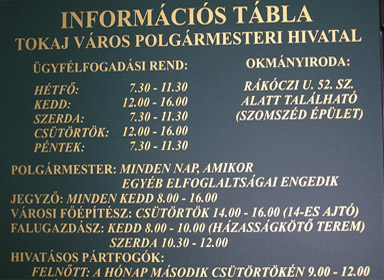 INFORMÁCIÓS TÁBLA
TOKAJ VÁROS POLGÁRMESTERI HIVATAL
ÜGYFÉLFOGADÁSI REND:
HÉTFŐ: 7.30 - 11.30
KEDD: 12.00 - 16.00
SZERDA: 7.30 - 11.30
CSÜTÖRTÖK: 12.00 - 16.00
PÉNTEK: 7.30 - 11.30
OKMÁNYIRODA:
RÁKÓCZI U. 52. SZ.
ALATT TALÁLHATÓ
(SZOMSZÉD ÉPÜLET)
POLGÁRMESTER: MINDEN NAP, AMIKOR
EGYÉB ELFOGLALTSÁGAI ENGEDIK
JEGYZŐ: MINDEN KEDD 8.00 - 16.00
VÁROSI FŐÉPÍTÉSZ: CSÜTÖRTÖK 14.00 - 16.00 (14-ES AJTÓ)
FALUGAZDÁSZ: KEDD 8.00 - 10.00 (HÁZASSÁGKÖTŐ TEREM)
SZERDA 10.30 - 12.00
HIVATÁSOS PÁRTFOGÓK:
FELNŐTT: A HÓNAP MÁSODIK CSÜTÖRTÖKÉN 9.00 - 12.00